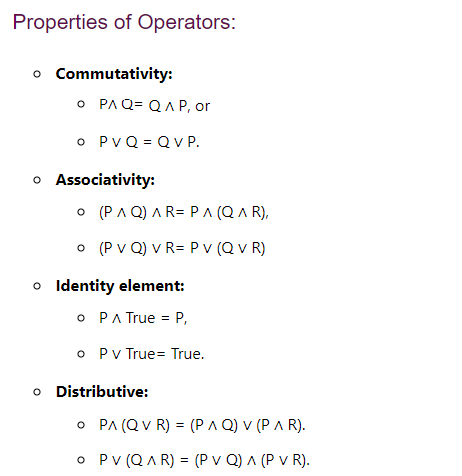 Properties of Operators:
Commutativity:
P∧ Q= Q ∧ P, or
P ∨ Q = Q ∨ P.
Associativity:
(P ∧ Q) ∧ R= P ∧ (Q ∧ R),
(P ∨ Q) ∨ R= P ∨ (Q ∨ R)
Identity element:
P ∧ True = P,
P ∨ True= True.
Distributive:
P∧ (Q ∨ R) = (P ∧ Q) ∨ (P ∧ R).
P ∨ (Q ∧ R) = (P ∨ Q) ∧ (P ∨ R).